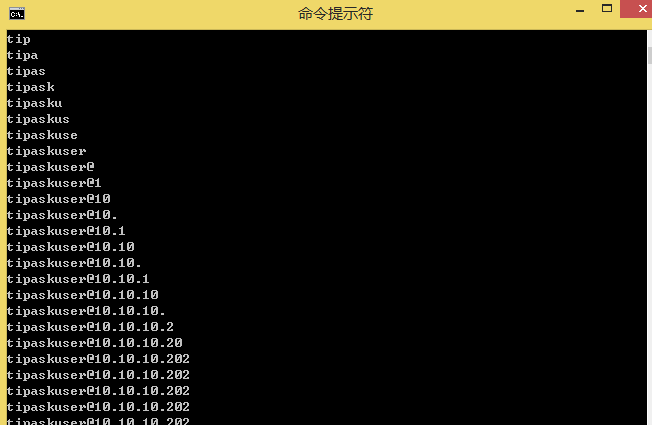 命令提示符
tip
tipa
tipas
tipask
tipasku
tipaskus
tipaskuse
tipaskuser
tipaskuser@
tipaskuser@1
tipaskuser@10
tipaskuser@10.
tipaskuser@10.1
tipaskuser@10.10
tipaskuser@10.10.
tipaskuser@10.10.1
tipaskuser@10.10.10
tipaskuser@10.10.10.
tipaskuser@10.10.10.2
tipaskuser@10.10.10.20
tipaskuser@10.10.10.202
tipaskuser@10.10.10.202
tipaskuser@10.10.10.202
tipaskuser@10.10.10.202
tipaskuser@10.10.10.202